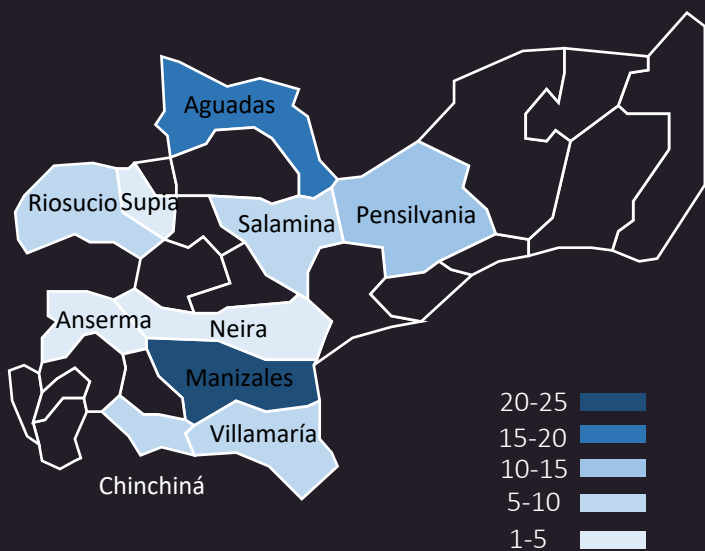 Aguadas
Riosucio
Supia
Salamina
Pensilvania
Anserma
Neira
Manizales
Villamaría
Chinchiná
20-25
15-20
10-15
5-10
1-5